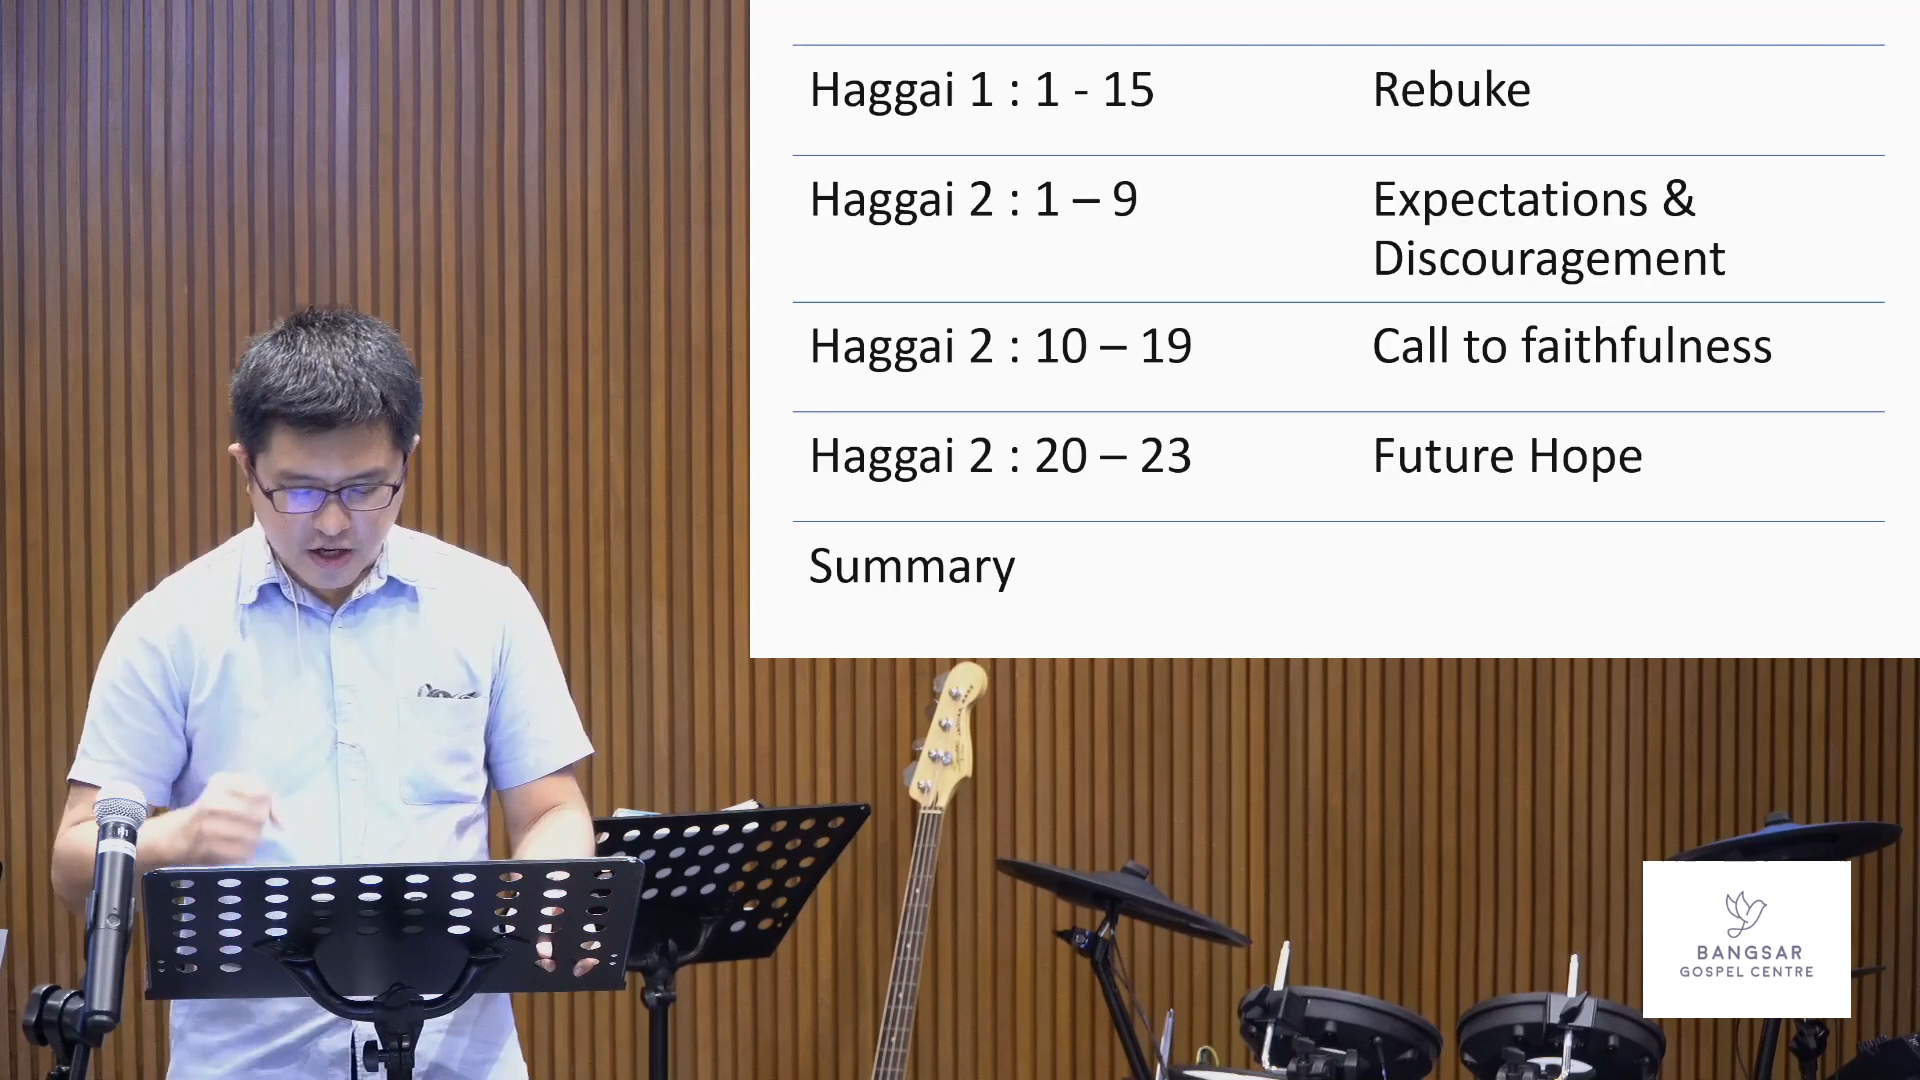 Haggai 1 : 1 - 15 Rebuke
Haggai 2 : 1 – 9 Expectations &
Discouragement
Haggai 2 : 10 – 19 Call to faithfulness
Haggai 2 : 20 – 23 Future Hope
Summary
BANGSAR
GOSPEL CENTRE